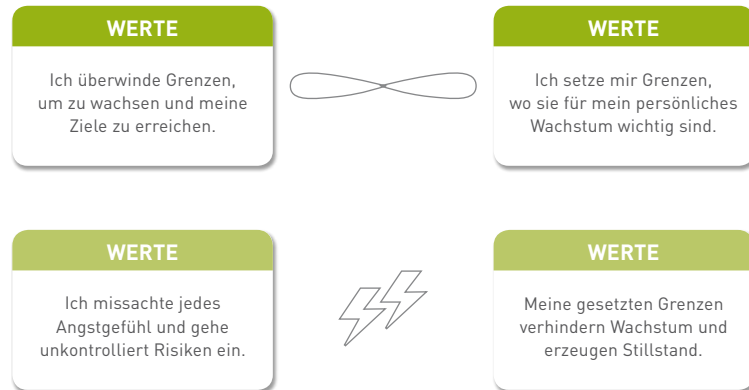 WERTE
Ich überwinde Grenzen,
um zu wachsen und meine
Ziele zu erreichen.
WERTE
Ich setze mir Grenzen,
wo sie für mein persönliches
Wachstum wichtig sind.
WERTE
Ich missachte jedes
Angstgefühl und gehe
unkontrolliert Risiken ein.
WERTE
Meine gesetzten Grenzen
verhindern Wachstum und
erzeugen Stillstand.